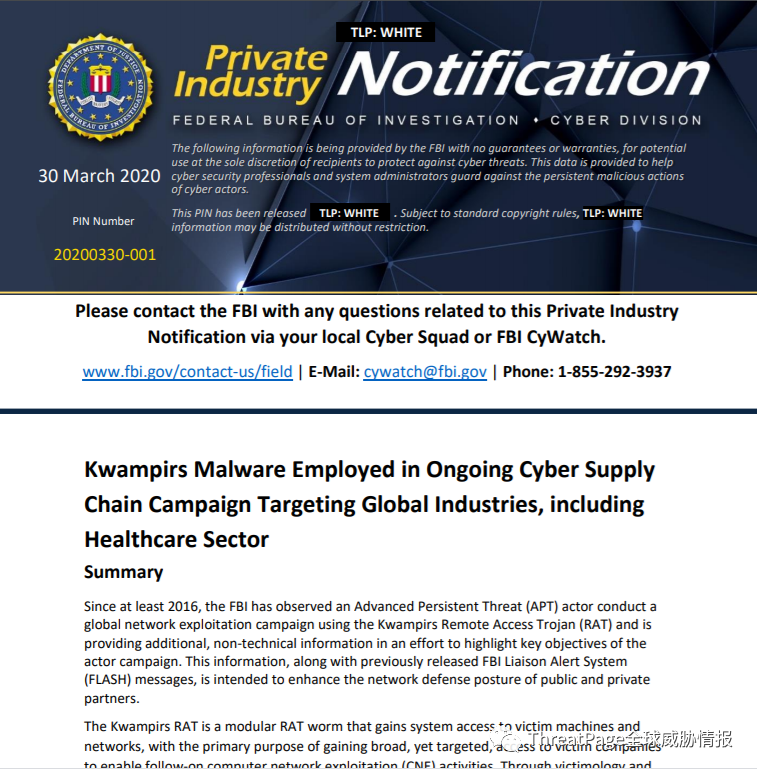 TLP: WHITE
Private
Industry
Notification
FEDERAL BUREAU OF INVESTIGATION • CYBER DIVISION
DEPARTMENT OF JUSTICE
FEDERAL BUREAU OF INVESTIGATION
The following information is being provided by the FBI with no guarantees or warranties, for potential
use at the sole discretion of recipients to protect against cyber threats. This data is provided to help
cyber security professionals and system administrators guard against the persistent malicious actions
of cyber actors.
30 March 2020
PIN Number
20200330-001
This PIN has been released TLP: WHITE . Subject to standard copyright rules, TLP: WHITE
information may be distributed without restriction.
Please contact the FBI with any questions related to this Private Industry
Notification via your local Cyber Squad or FBI CyWatch.
www.fbi.gov/contact-us/field | E-Mail: cywatch@fbi.gov | Phone: 1-855-292-3937
Kwampirs Malware Employed in Ongoing Cyber Supply
Chain Campaign Targeting Global Industries, including
Healthcare Sector
Summary
Since at least 2016, the FBI has observed an Advanced Persistent Threat (APT) actor conduct a
global network exploitation campaign using the Kwampirs Remote Access Trojan (RAT) and is
providing additional, non-technical information in an effort to highlight key objectives of the
actor campaign. This information, along with previously released FBI Liaison Alert System
(FLASH) messages, is intended to enhance the network defense posture of public and private
partners.
The Kwampirs RAT is a modular RAT worm that gains system access to victim machines and
networks, with the primary purpose of gaining broad, yet targeted, access to victim companies
to enable follow-on computer network exploitation (CNE) activities. Through victimology and
ThreatPage全球威胁情报